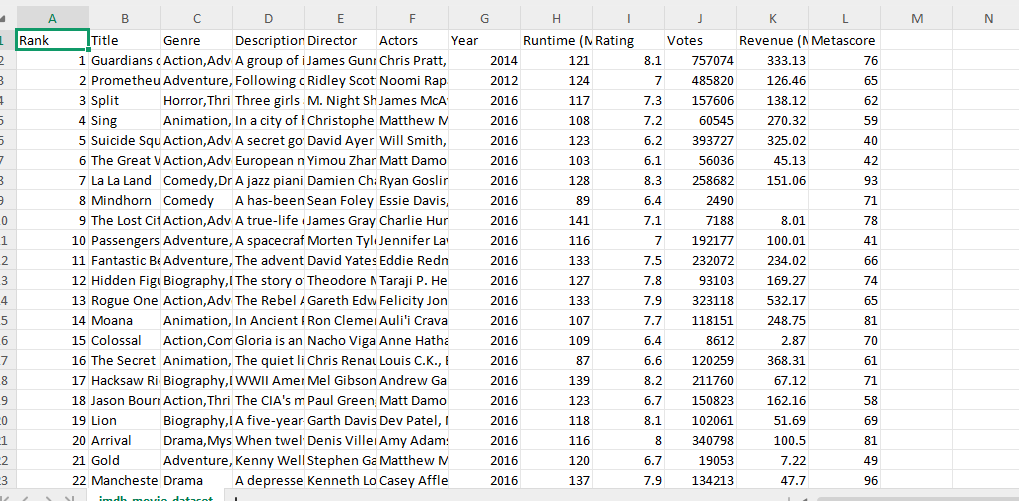 A B C D E F G H I J K L M N
1 Rank Title Genre Description Director Actors Year Runtime (M Rating Votes Revenue (M Metascore
2 1 Guardians Action,Adv A group of James Gun Chris Pratt, 2014 121 8.1 757074 333.13 76
3 2 Prometheu Adventure, Following Ridley Scot Noomi Rap 2012 124 7 485820 126.46 65
4 3 Split Horror,Thri Three girls M. Night Sh James McA 2016 117 7.3 157606 138.12 62
5 4 Sing Animation, In a city of Christophe Matthew M 2016 108 7.2 60545 270.32 59
6 5 Suicide Squ Action,Adv A secret go David Ayer Will Smith, 2016 123 6.2 393727 325.02 40
7 6 The Great Action,Adv European Yimou Zhan Matt Damo 2016 103 6.1 56036 45.13 42
8 7 La La Land Comedy,Dr A jazz piani Damien Cha Ryan Goslin 2016 128 8.3 258682 151.06 93
9 8 Mindhorn Comedy A has-been Sean Foley Essie Davis, 2016 89 6.4 2490 71
10 9 The Lost Cit Action,Adv A true-life James Gray Charlie Hun 2016 141 7.1 7188 8.01 78
11 10 Passengers Adventure, A spacecraf Morten Tyl Jennifer La 2016 116 7 192177 100.01 41
12 11 Fantastic Be Adventure, The advent David Yates Eddie Redm 2016 133 7.5 232072 234.02 66
13 12 Hidden Figu Biography, The story o Theodore Taraji P. He 2016 127 7.8 93103 169.27 74
14 13 Rogue One Action,Adv The Rebel Gareth Edw Felicity Jon 2016 133 7.9 323118 532.17 65
15 14 Moana Animation, In Ancient Ron Cleme Auli'i Crava 2016 107 7.7 118151 248.75 81
16 15 Colossal Action,Com Gloria is an Nacho Viga Anne Hatha 2016 109 6.4 8612 2.87 70
17 16 The Secret Animation, The quiet li Chris Renau Louis C.K., 2016 87 6.6 120259 368.31 61
18 17 Hacksaw Ri Biography, WWII Amer Mel Gibson Andrew Ga 2016 139 8.2 211760 67.12 71
19 18 Jason Bour Action,Thri The CIA's m Paul Green Matt Damo 2016 123 6.7 150823 162.16 58
20 19 Lion Biography, A five-year Garth Davis Dev Patel, 2016 118 8.1 102061 51.69 69
21 20 Arrival Drama,Mys When twel Denis Ville Amy Adams 2016 116 8 340798 100.5 81
22 21 Gold Adventure, Kenny Well Stephen Ga Matthew M 2016 120 6.7 19053 7.22 49
23 22 Mancheste Drama A depresse Kenneth Lo Casey Affle 2016 137 7.9 134213 47.7 96
imdb-movie-dataset